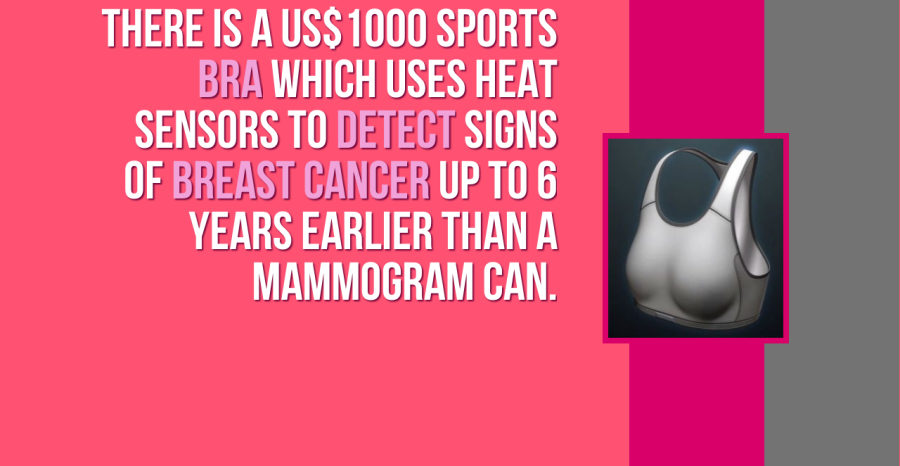 THERE IS A US$1000 SPORTS
BRA WHICH USES HEAT
SENSORS TO DETECT SIGNS
OF BREAST CANCER UP TO 6
YEARS EARLIER THAN A
MAMMOGRAM CAN.